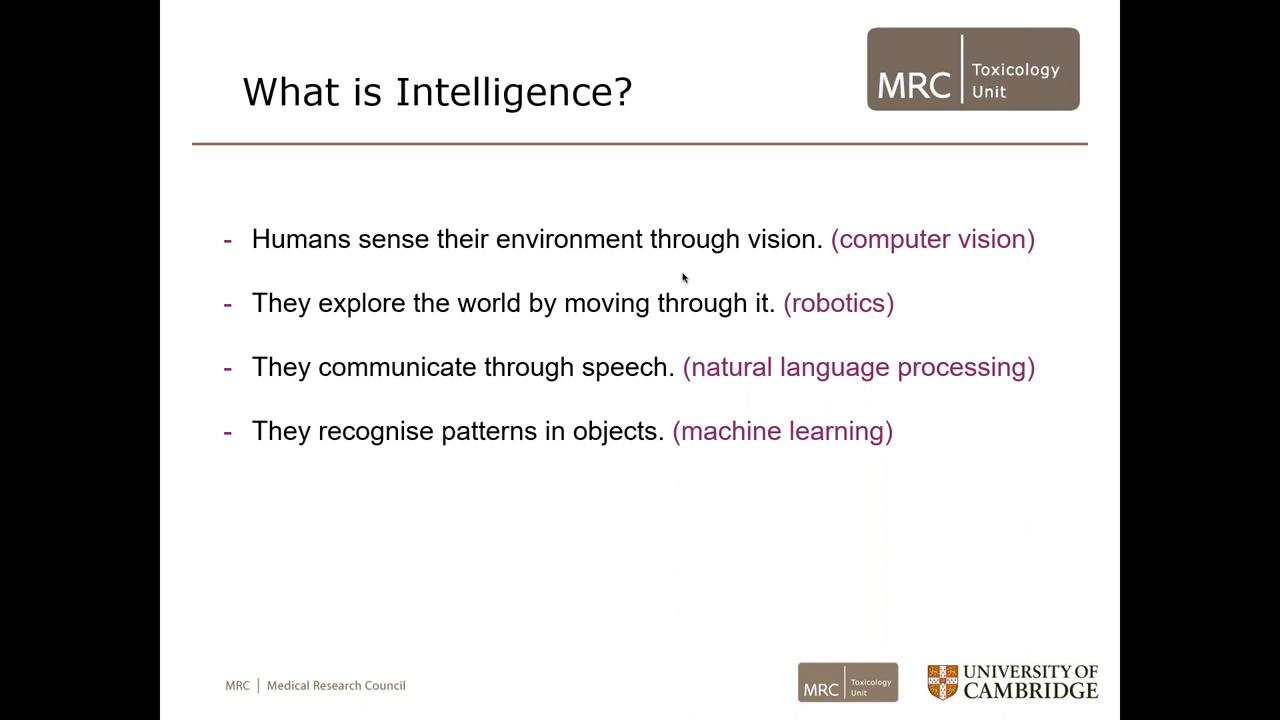 What is Intelligence?
MRC | Toxicology Unit
- Humans sense their environment through vision. (computer vision)
- They explore the world by moving through it. (robotics)
- They communicate through speech. (natural language processing)
- They recognise patterns in objects. (machine learning)
MRC | Medical Research Council
MRC | Toxicology Unit
UNIVERSITY OF
CAMBRIDGE